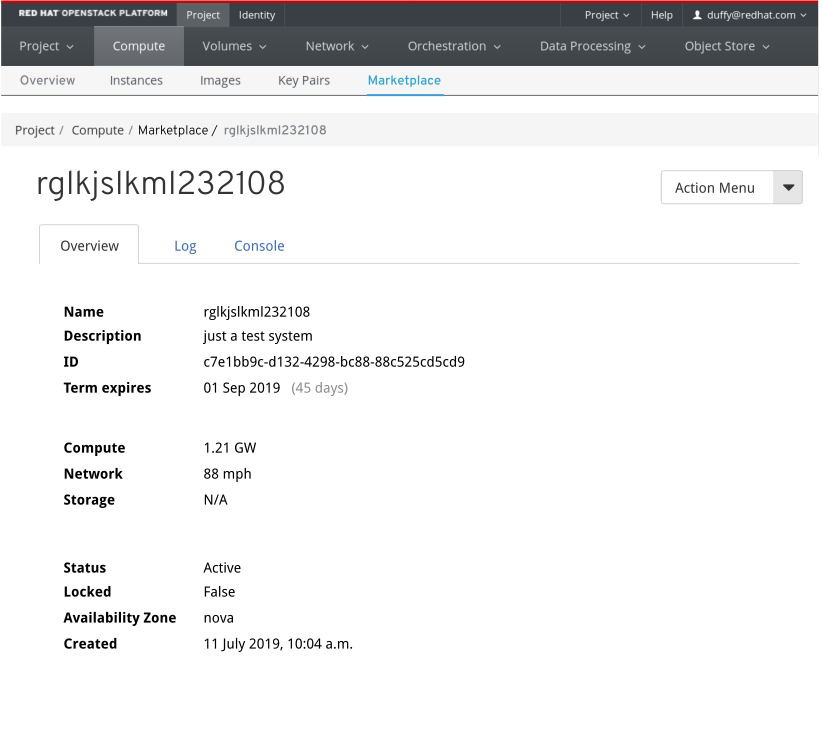 RED HAT OPENSTACK PLATFORM Project Identity Project Help duffy@redhat.com
Project Compute Volumes Network Orchestration Data Processing Object Store
Overview Instances Images Key Pairs Marketplace
Project / Compute / Marketplace / rglkjslkml232108
rglkjslkml232108
Action Menu
Overview Log Console
Name rglkjslkml232108
Description just a test system
ID c7e1bb9c-d132-4298-bc88-88c525cd5cd9
Term expires 01 Sep 2019 (45 days)
Compute 1.21 GW
Network 88 mph
Storage N/A
Status Active
Locked False
Availability Zone nova
Created 11 July 2019, 10:04 a.m.